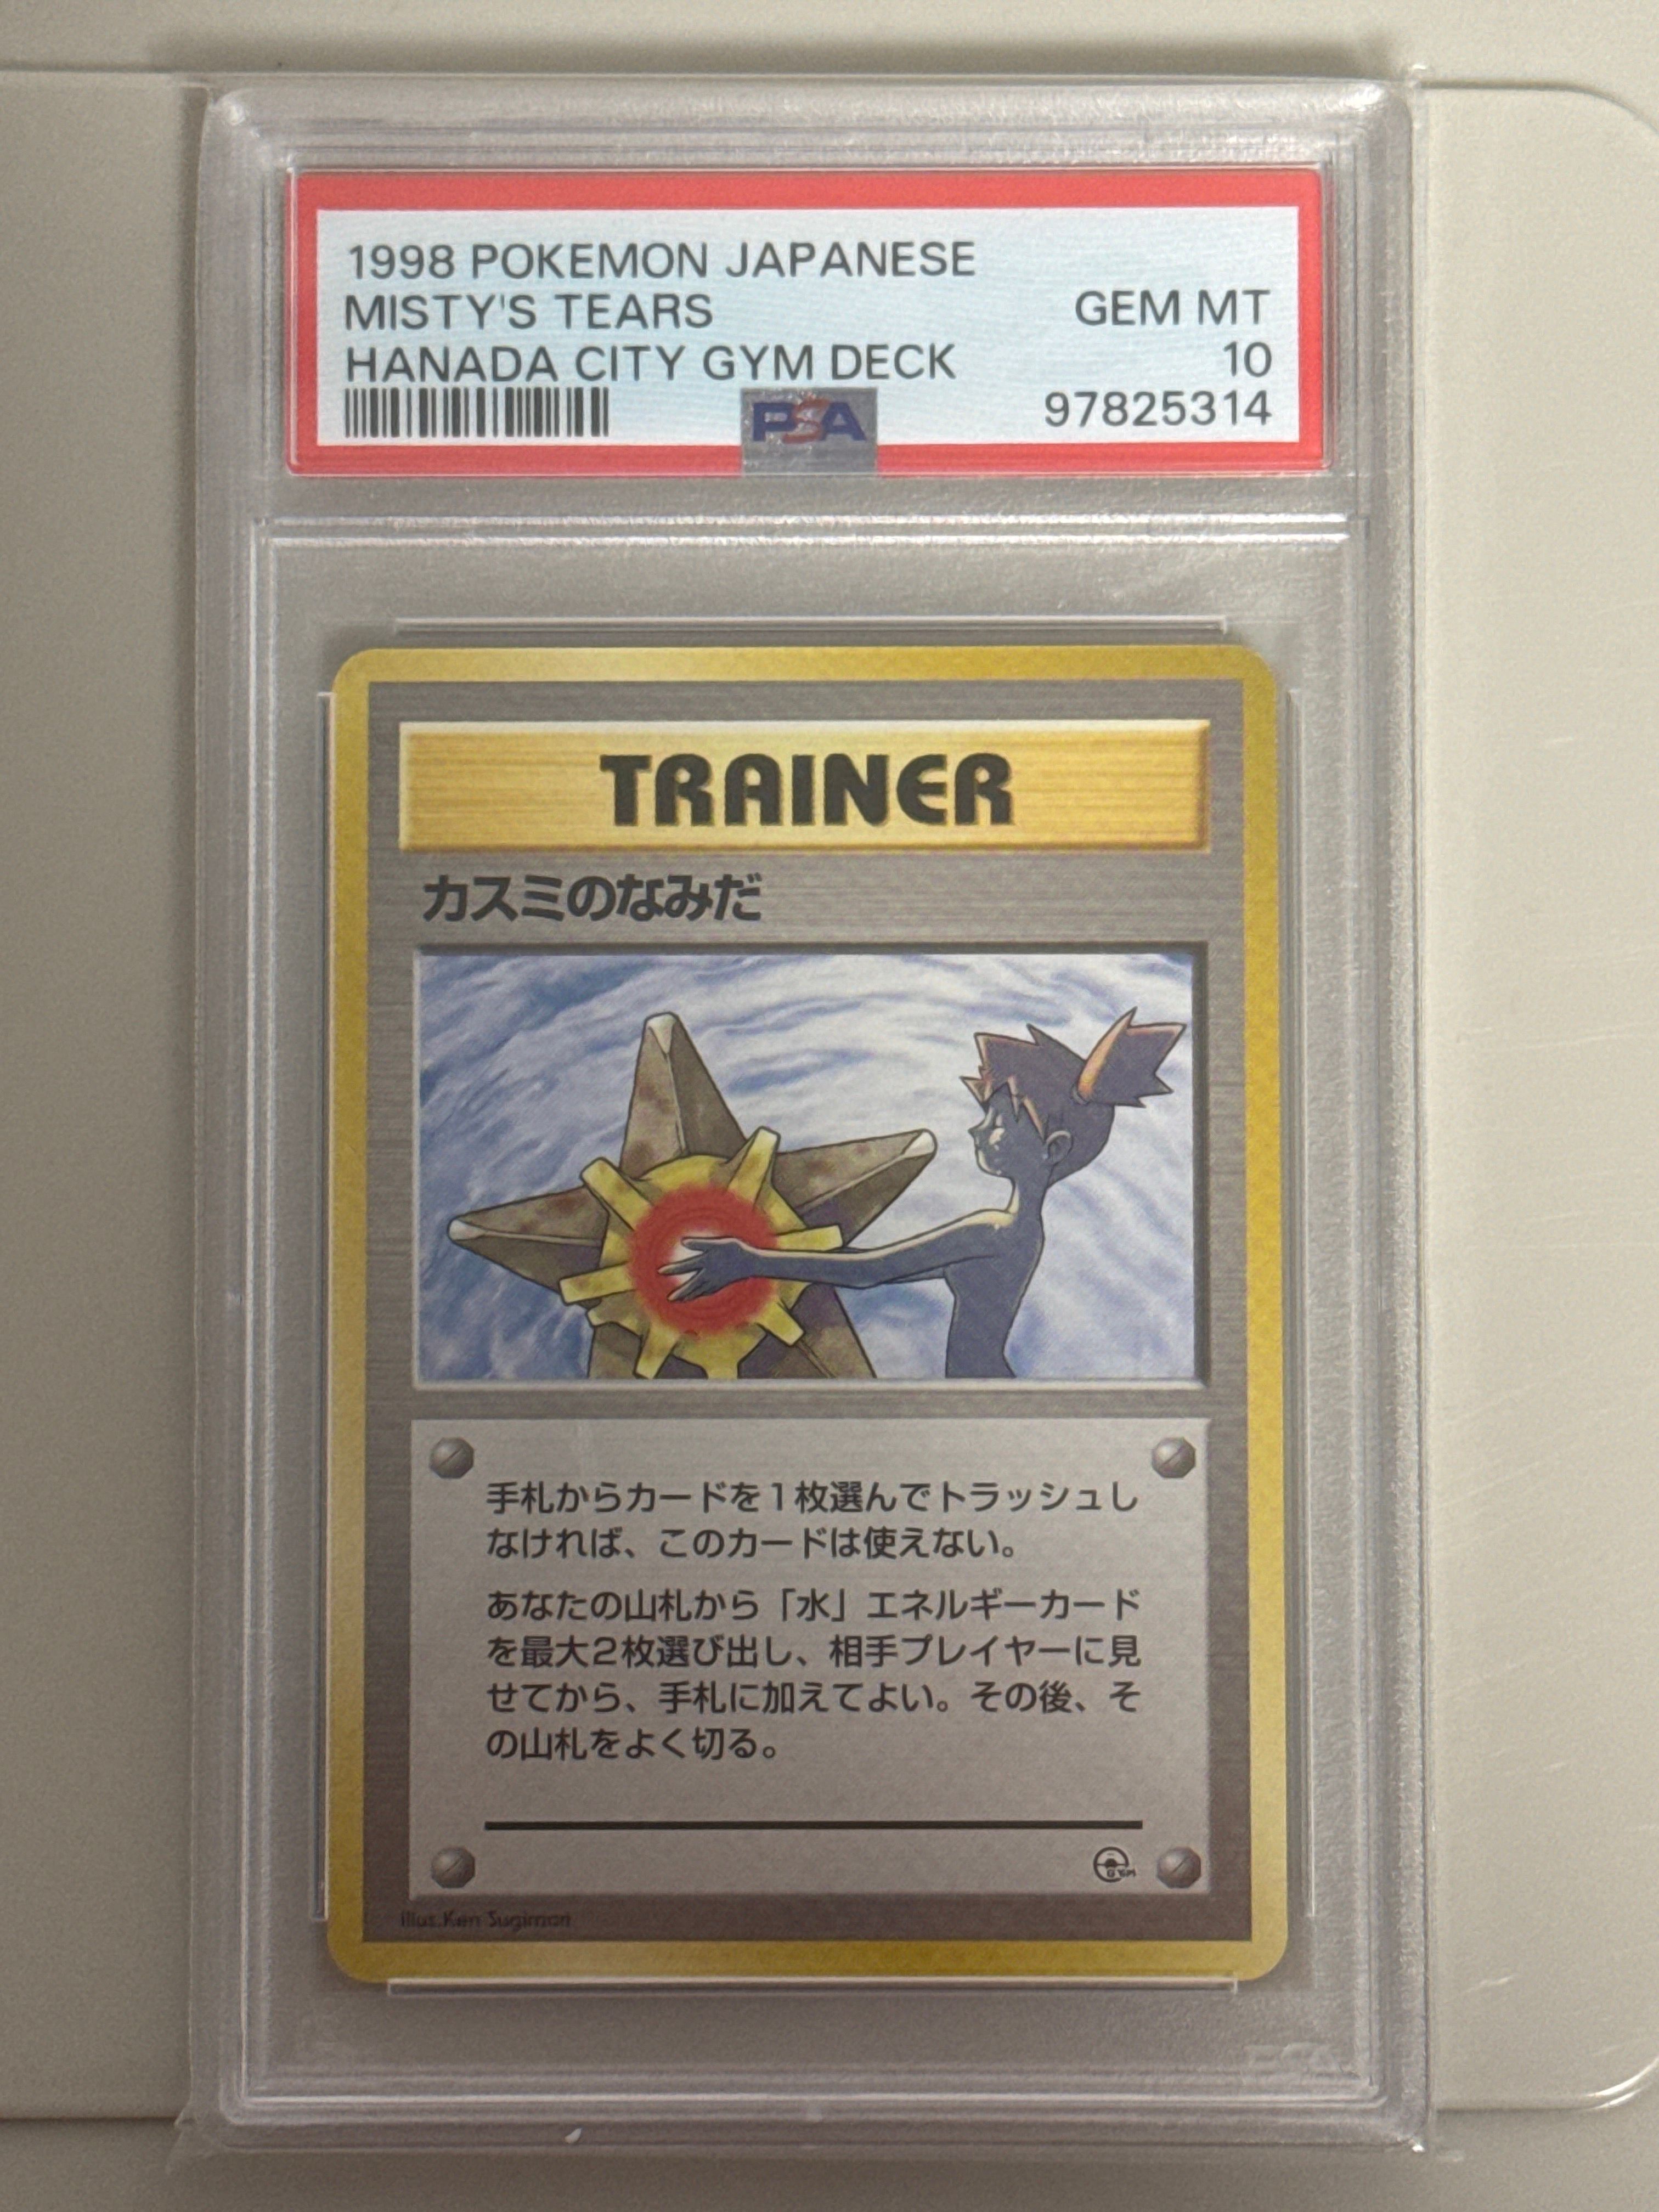 1998 POKEMON JAPANESE
MISTY'S TEARS GEM MT
HANADA CITY GYM DECK 10
PSA 97825314
TRAINER
カスミのなみだ
手札からカードを1枚選んでトラッシュし
なければ、このカードは使えない。
あなたの山札から「水」エネルギーカード
を最大2枚選び出し、相手プレイヤーに見
せてから、手札に加えてよい。その後、そ
の山札をよく切る。
GYM
Illus.Ken Sugimori
PSA